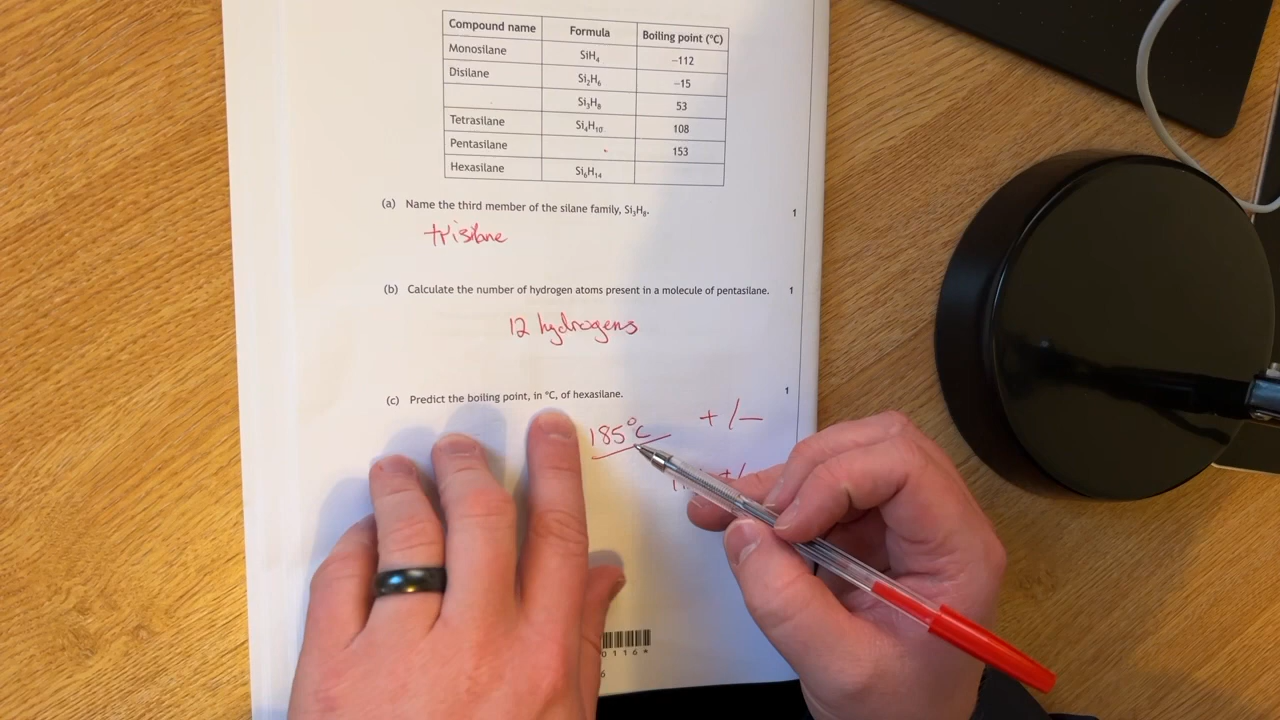 Compound name Formula Boiling point (°C)
Monosilane SiH₄ −112
Disilane Si₂H₆ −15
Si₃H₈ 53
Tetrasilane Si₄H₁₀ 108
Pentasilane 153
Hexasilane Si₆H₁₄
(a) Name the third member of the silane family, Si₃H₈. 1
trisilane
(b) Calculate the number of hydrogen atoms present in a molecule of pentasilane. 1
12 hydrogens
(c) Predict the boiling point, in °C, of hexasilane. 1
185°C +/−
+/
0116*
6